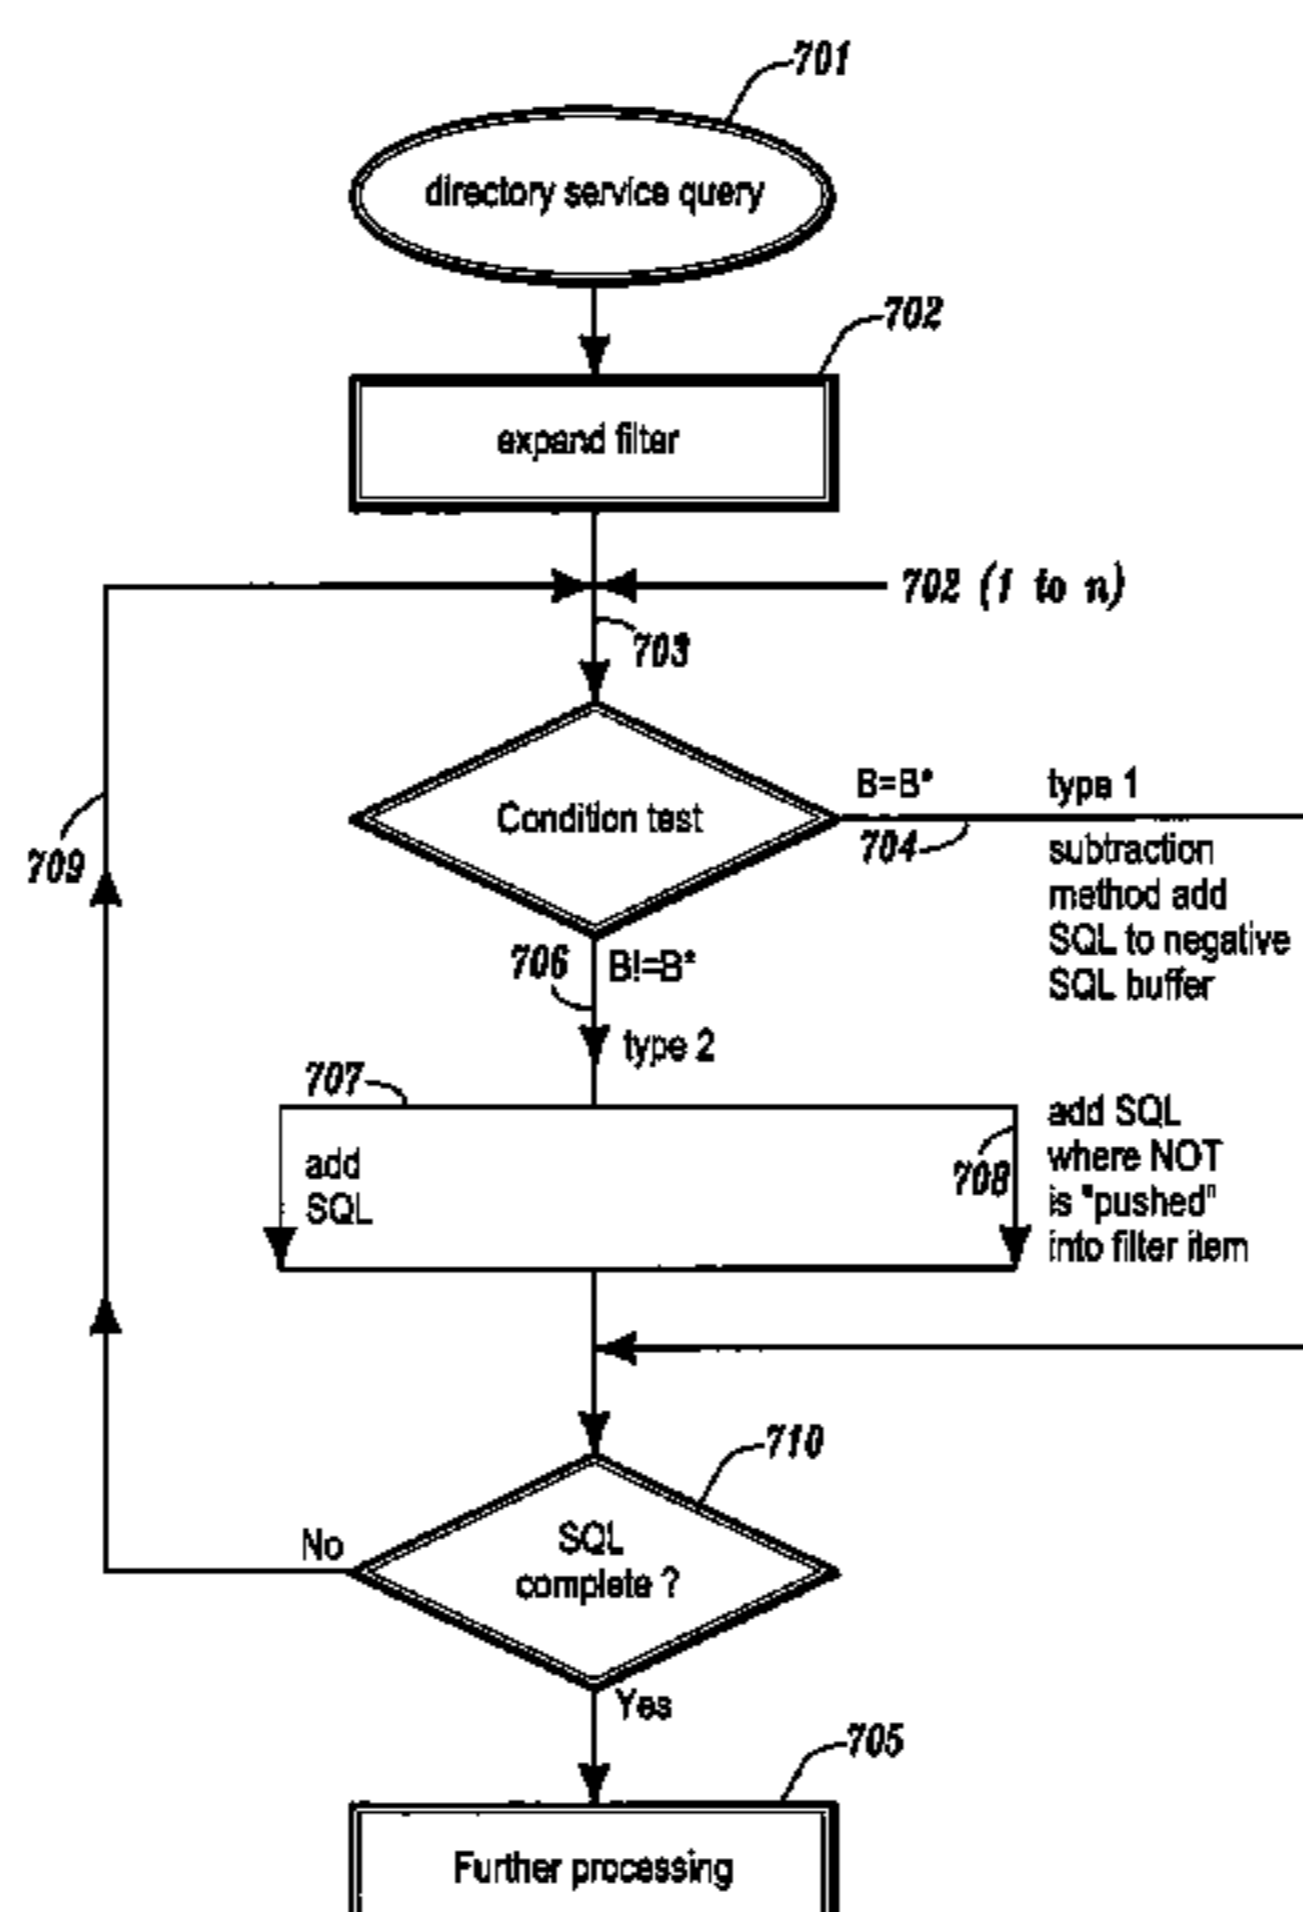 701
directory service query
702
expand filter
702 (1 to n)
703
Condition test
B=B*
type 1
704
subtraction
method add
SQL to negative
SQL buffer
709
706
B!=B*
type 2
707
add
SQL
708
add SQL
where NOT
is "pushed"
into filter item
710
SQL
complete ?
No
Yes
705
Further processing